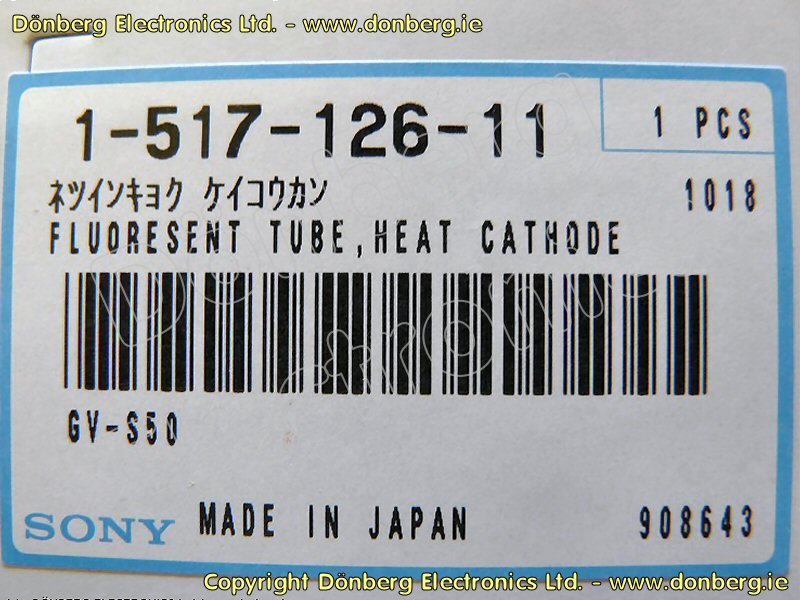 Dönberg Electronics Ltd. - www.donberg.ie
1-517-126-11
1 PCS
ﾈﾂｲﾝｷｮｸ ｹｲｺｳｶﾝ
1018
FLUORESENT TUBE,HEAT CATHODE
GV-S50
SONY
MADE IN JAPAN
908643
Copyright Dönberg Electronics Ltd. - www.donberg.ie